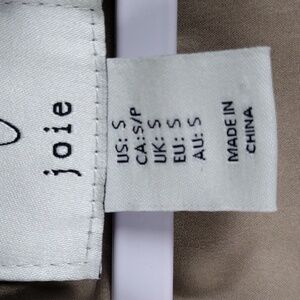 joie
US: S
CA: S/P
UK: S
EU: S
AU: S
MADE IN
CHINA